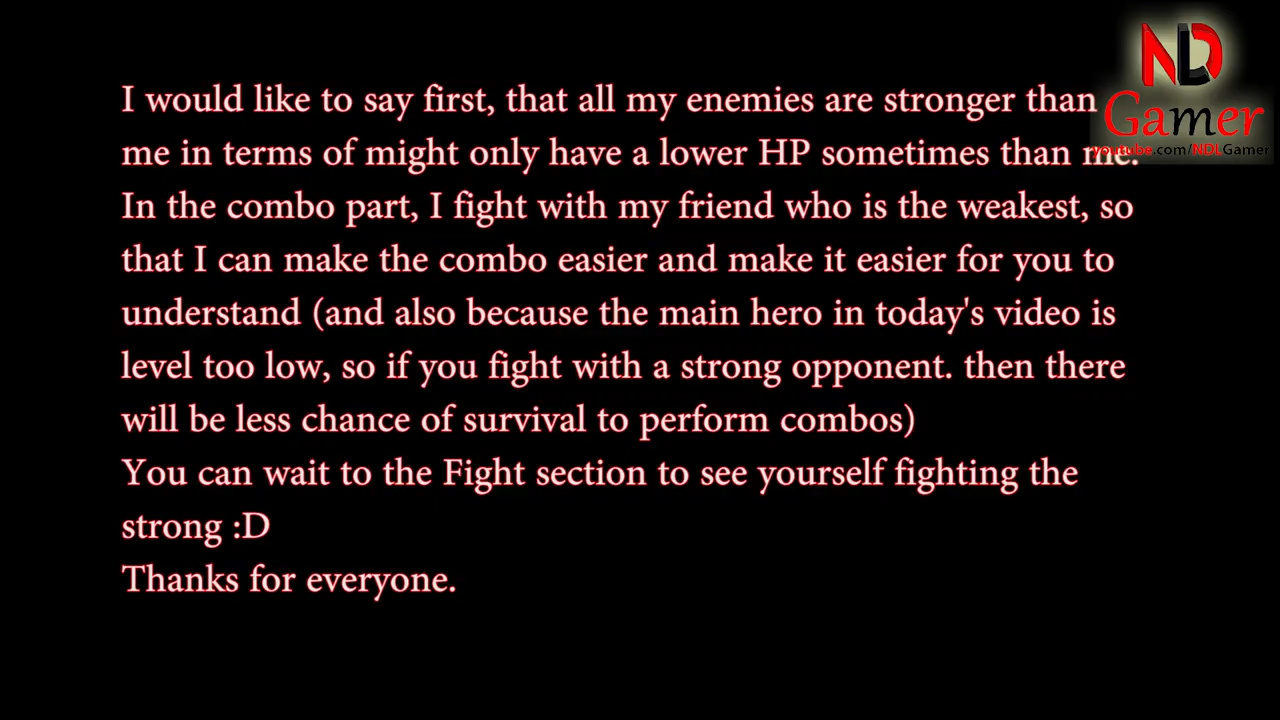 I would like to say first, that all my enemies are stronger than
me in terms of might only have a lower HP sometimes than me.
In the combo part, I fight with my friend who is the weakest, so
that I can make the combo easier and make it easier for you to
understand (and also because the main hero in today's video is
level too low, so if you fight with a strong opponent. then there
will be less chance of survival to perform combos)
You can wait to the Fight section to see yourself fighting the
strong :D
Thanks for everyone.
NDL
Gamer
youtube.com/NDLGamer